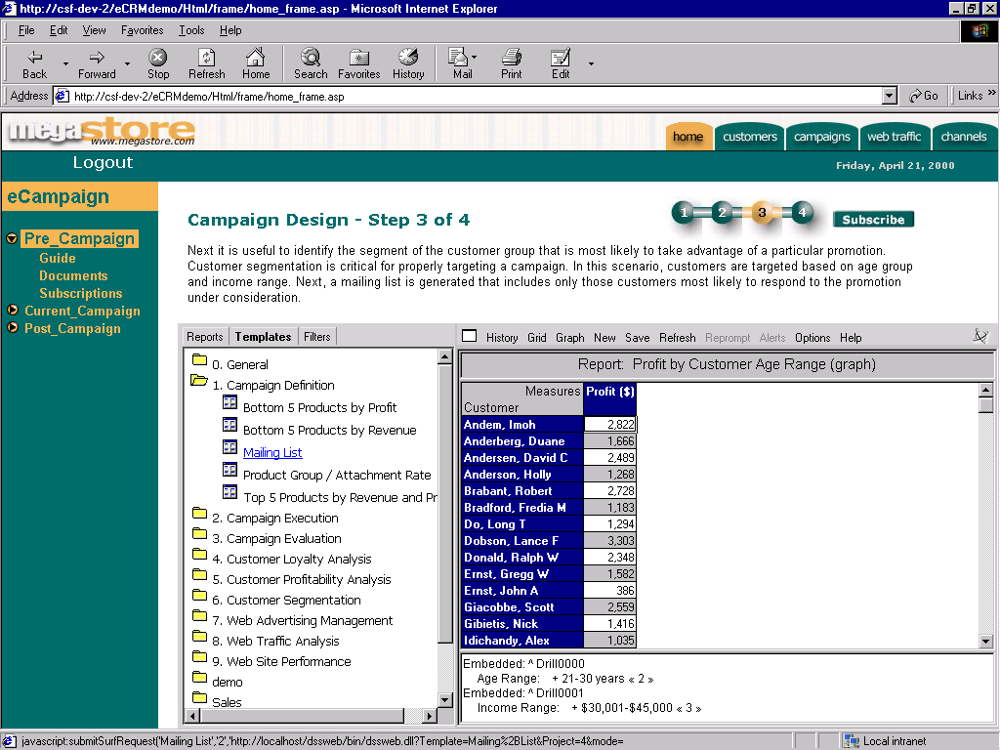 http://csf-dev-2/eCRMdemo/Html/frame/home_frame.asp - Microsoft Internet Explorer
File Edit View Favorites Tools Help
Back Forward Stop Refresh Home Search Favorites History Mail Print Edit
Address http://csf-dev-2/eCRMdemo/Html/frame/home_frame.asp Go Links »
megastore
www.megastore.com
home customers campaigns web traffic channels
Logout
Friday, April 21, 2000
eCampaign
Pre_Campaign
Guide
Documents
Subscriptions
Current_Campaign
Post_Campaign
Campaign Design - Step 3 of 4
1 2 3 4
Subscribe
Next it is useful to identify the segment of the customer group that is most likely to take advantage of a particular promotion.
Customer segmentation is critical for properly targeting a campaign. In this scenario, customers are targeted based on age group
and income range. Next, a mailing list is generated that includes only those customers most likely to respond to the promotion
under consideration.
Reports Templates Filters
0. General
1. Campaign Definition
Bottom 5 Products by Profit
Bottom 5 Products by Revenue
Mailing List
Product Group / Attachment Rate
Top 5 Products by Revenue and Pr
2. Campaign Execution
3. Campaign Evaluation
4. Customer Loyalty Analysis
5. Customer Profitability Analysis
6. Customer Segmentation
7. Web Advertising Management
8. Web Traffic Analysis
9. Web Site Performance
demo
Sales
History Grid Graph New Save Refresh Reprompt Alerts Options Help
Report: Profit by Customer Age Range (graph)
Measures Profit ($)
Customer
Andem, Imoh 2,822
Anderberg, Duane 1,666
Andersen, David C 2,489
Anderson, Holly 1,268
Brabant, Robert 2,728
Bradford, Fredia M 1,183
Do, Long T 1,294
Dobson, Lance F 3,303
Donald, Ralph W 2,348
Ernst, Gregg W 1,582
Ernst, John A 386
Giacobbe, Scott 2,559
Gibietis, Nick 1,416
Idichandy, Alex 1,035
Embedded: ^ Drill0000
Age Range: + 21-30 years « 2 »
Embedded: ^ Drill0001
Income Range: + $30,001-$45,000 « 3 »
javascript:submitSurfRequest('Mailing List','2','http://localhost/dssweb/bin/dssweb.dll?Template=Mailing%2BList&Project=4&mode=
Local intranet